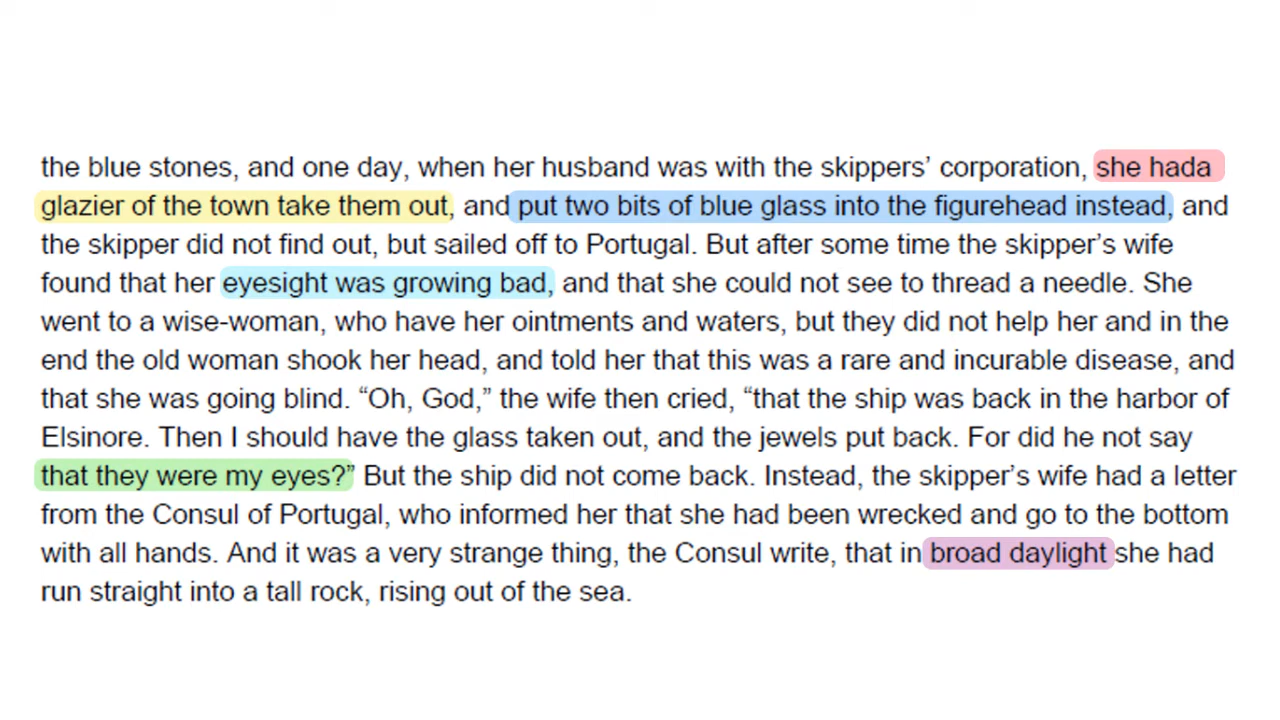 the blue stones, and one day, when her husband was with the skippers’ corporation, she hada
glazier of the town take them out, and put two bits of blue glass into the figurehead instead, and
the skipper did not find out, but sailed off to Portugal. But after some time the skipper’s wife
found that her eyesight was growing bad, and that she could not see to thread a needle. She
went to a wise-woman, who have her ointments and waters, but they did not help her and in the
end the old woman shook her head, and told her that this was a rare and incurable disease, and
that she was going blind. “Oh, God,” the wife then cried, “that the ship was back in the harbor of
Elsinore. Then I should have the glass taken out, and the jewels put back. For did he not say
that they were my eyes?” But the ship did not come back. Instead, the skipper’s wife had a letter
from the Consul of Portugal, who informed her that she had been wrecked and go to the bottom
with all hands. And it was a very strange thing, the Consul write, that in broad daylight she had
run straight into a tall rock, rising out of the sea.